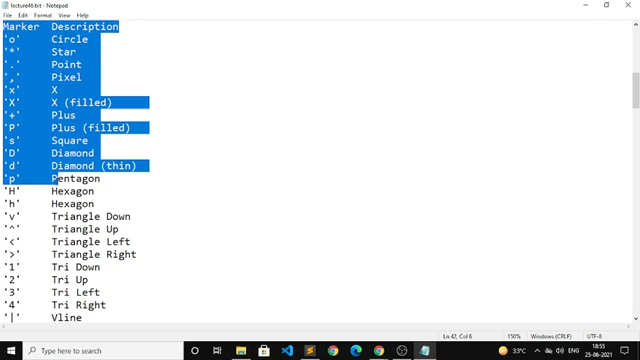 lecture46.txt - Notepad
File Edit Format View Help
Marker Description
'o' Circle
'*' Star
'.' Point
',' Pixel
'x' X
'X' X (filled)
'+' Plus
'P' Plus (filled)
's' Square
'D' Diamond
'd' Diamond (thin)
'p' Pentagon
'H' Hexagon
'h' Hexagon
'v' Triangle Down
'^' Triangle Up
'<' Triangle Left
'>' Triangle Right
'1' Tri Down
'2' Tri Up
'3' Tri Left
'4' Tri Right
'|' Vline
Ln 42, Col 6 150% Windows (CRLF) UTF-8
Type here to search 33°C ENG 18:55
25-06-2021